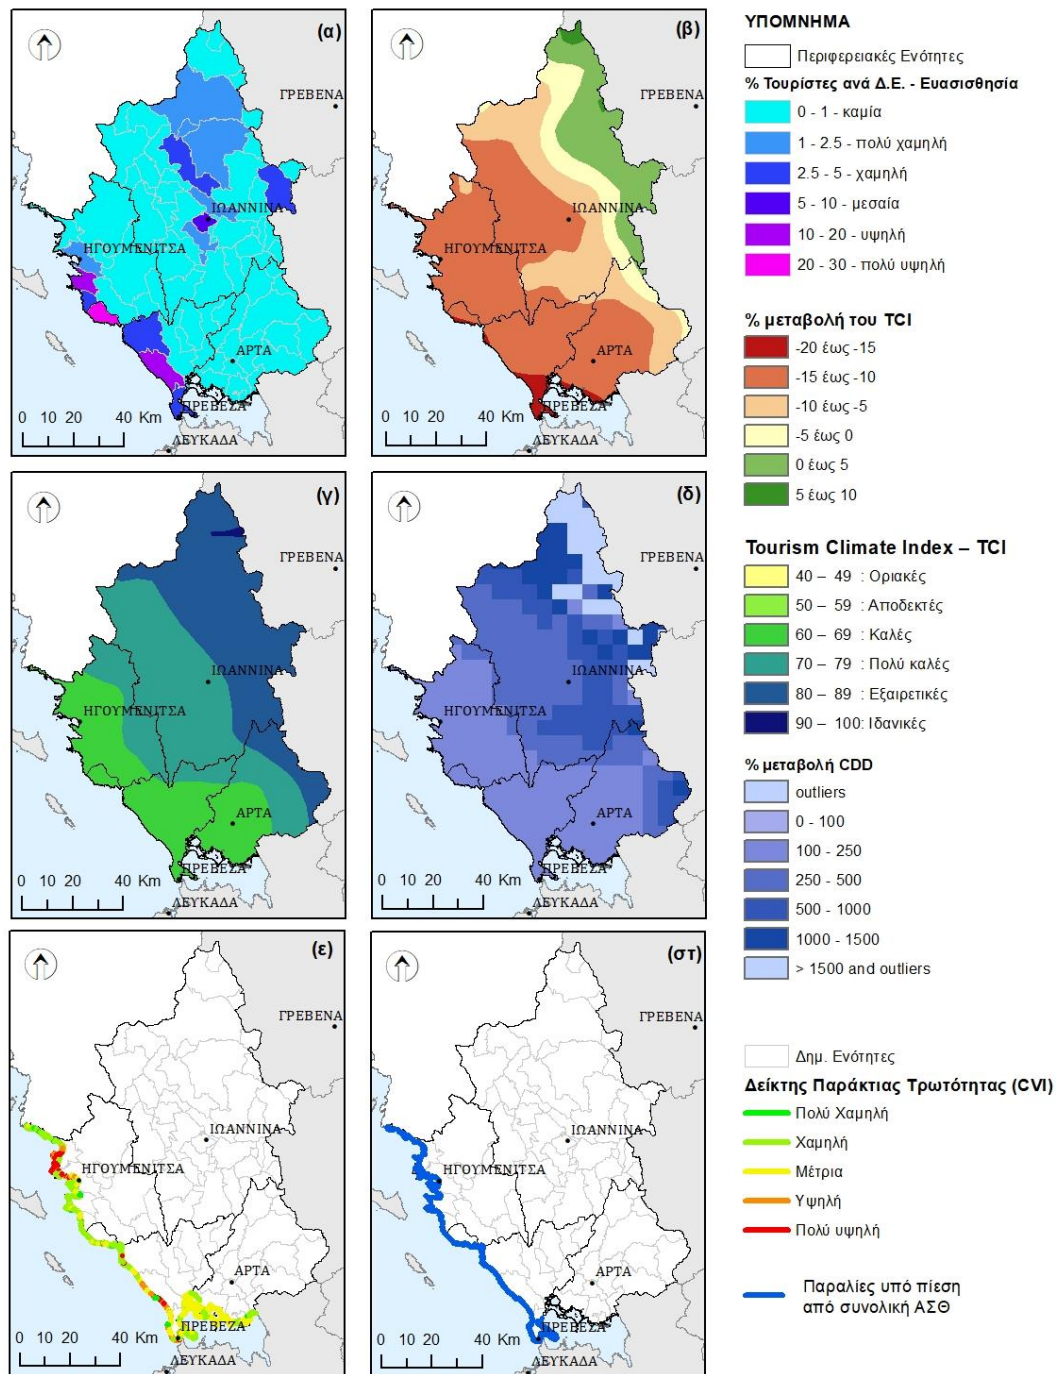 (α)
ΓΡΕΒΕΝΑ
ΙΩΑΝΝΙΝΑ
ΗΓΟΥΜΕΝΙΤΣΑ
ΑΡΤΑ
ΠΡΕΒΕΖΑ
ΛΕΥΚΑΔΑ
0 10 20 40 Km
(β)
ΓΡΕΒΕΝΑ
ΙΩΑΝΝΙΝΑ
ΗΓΟΥΜΕΝΙΤΣΑ
ΑΡΤΑ
ΠΡΕΒΕΖΑ
ΛΕΥΚΑΔΑ
0 10 20 40 Km
(γ)
ΓΡΕΒΕΝΑ
ΙΩΑΝΝΙΝΑ
ΗΓΟΥΜΕΝΙΤΣΑ
ΑΡΤΑ
ΠΡΕΒΕΖΑ
ΛΕΥΚΑΔΑ
0 10 20 40 Km
(δ)
ΓΡΕΒΕΝΑ
ΙΩΑΝΝΙΝΑ
ΗΓΟΥΜΕΝΙΤΣΑ
ΑΡΤΑ
ΠΡΕΒΕΖΑ
ΛΕΥΚΑΔΑ
0 10 20 40 Km
(ε)
ΓΡΕΒΕΝΑ
ΙΩΑΝΝΙΝΑ
ΗΓΟΥΜΕΝΙΤΣΑ
ΑΡΤΑ
ΠΡΕΒΕΖΑ
ΛΕΥΚΑΔΑ
0 10 20 40 Km
(στ)
ΓΡΕΒΕΝΑ
ΙΩΑΝΝΙΝΑ
ΗΓΟΥΜΕΝΙΤΣΑ
ΑΡΤΑ
ΠΡΕΒΕΖΑ
ΛΕΥΚΑΔΑ
0 10 20 40 Km
ΥΠΟΜΝΗΜΑ
Περιφερειακές Ενότητες
% Τουρίστες ανά Δ.Ε. - Ευασισθησία
0 - 1 - καμία
1 - 2.5 - πολύ χαμηλή
2.5 - 5 - χαμηλή
5 - 10 - μεσαία
10 - 20 - υψηλή
20 - 30 - πολύ υψηλή
% μεταβολή του TCI
-20 έως -15
-15 έως -10
-10 έως -5
-5 έως 0
0 έως 5
5 έως 10
Tourism Climate Index – TCI
40 – 49 : Οριακές
50 – 59 : Αποδεκτές
60 – 69 : Καλές
70 – 79 : Πολύ καλές
80 – 89 : Εξαιρετικές
90 – 100: Ιδανικές
% μεταβολή CDD
outliers
0 - 100
100 - 250
250 - 500
500 - 1000
1000 - 1500
> 1500 and outliers
Δημ. Ενότητες
Δείκτης Παράκτιας Τρωτότητας (CVI)
Πολύ Χαμηλή
Χαμηλή
Μέτρια
Υψηλή
Πολύ υψηλή
Παραλίες υπό πίεση
από συνολική ΑΣΘ